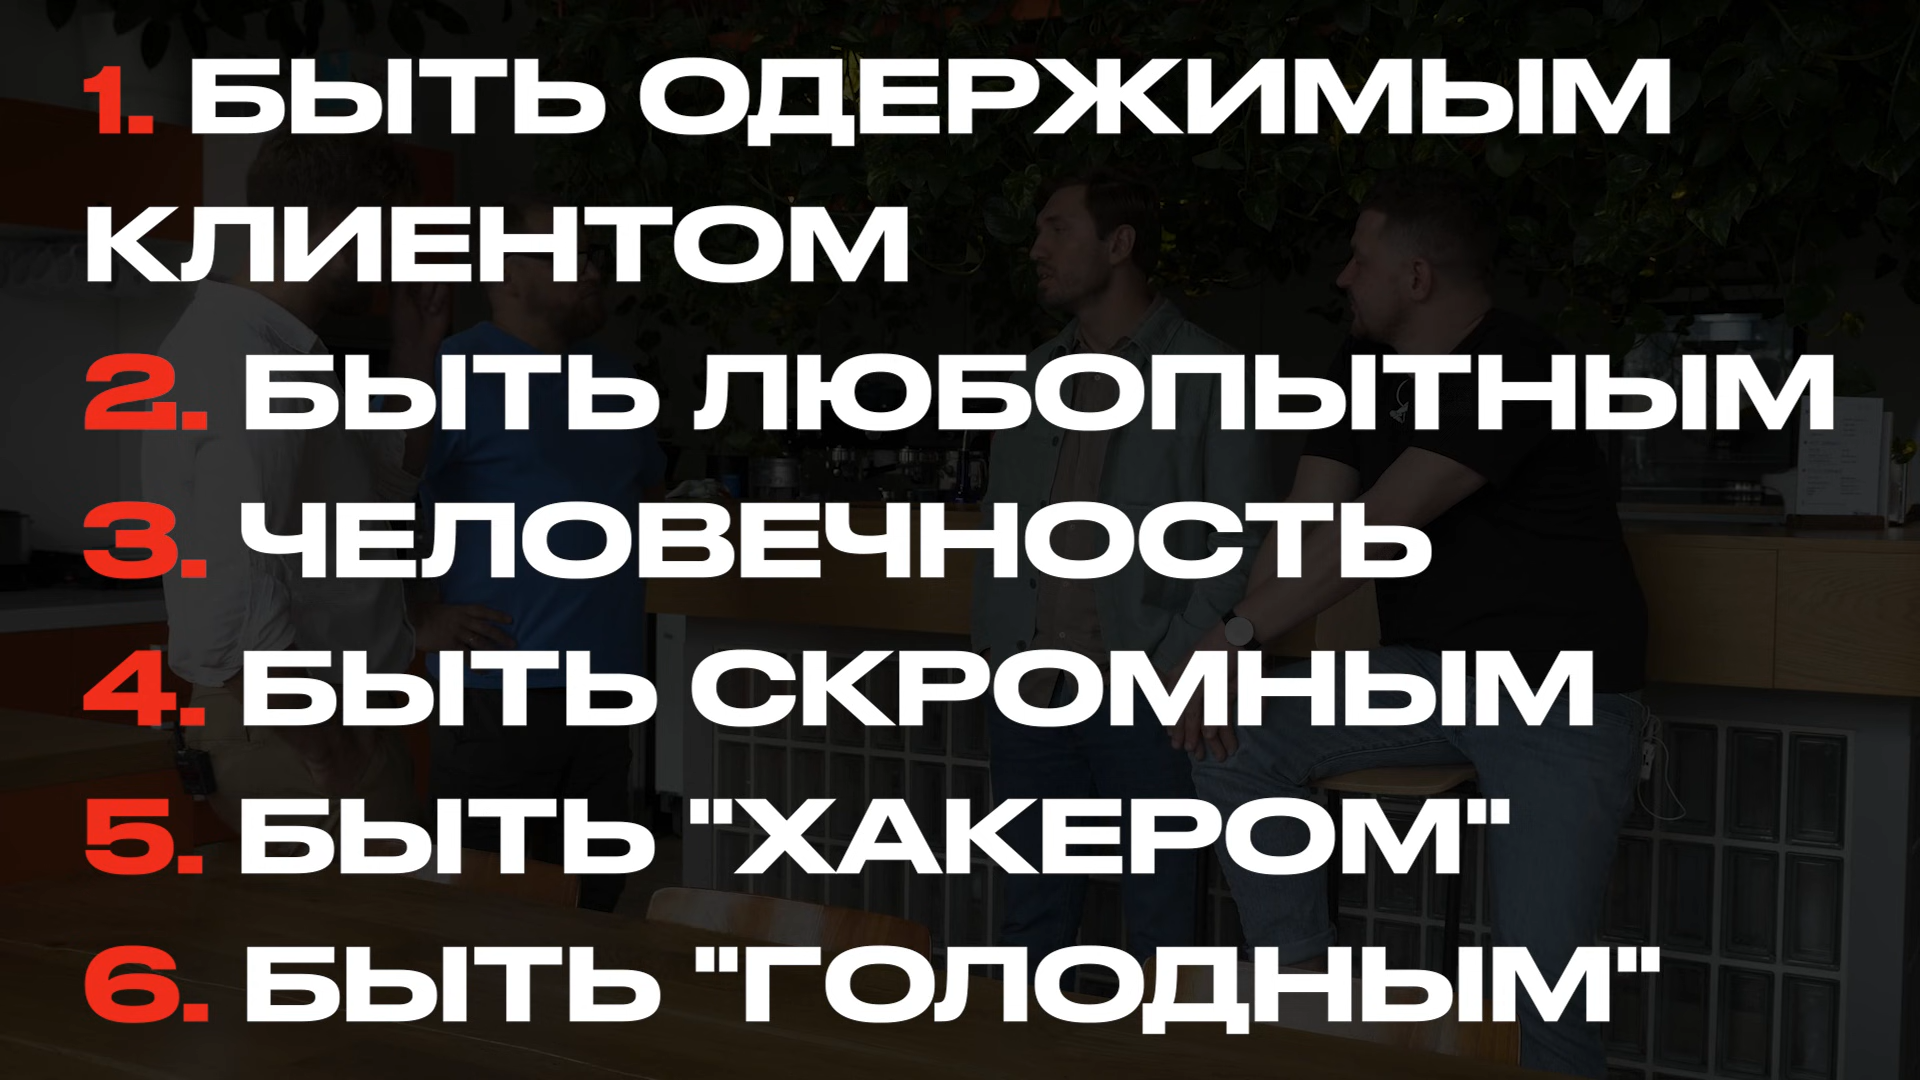 1. БЫТЬ ОДЕРЖИМЫМ
КЛИЕНТОМ
2. БЫТЬ ЛЮБОПЫТНЫМ
3. ЧЕЛОВЕЧНОСТЬ
4. БЫТЬ СКРОМНЫМ
5. БЫТЬ "ХАКЕРОМ"
6. БЫТЬ "ГОЛОДНЫМ"